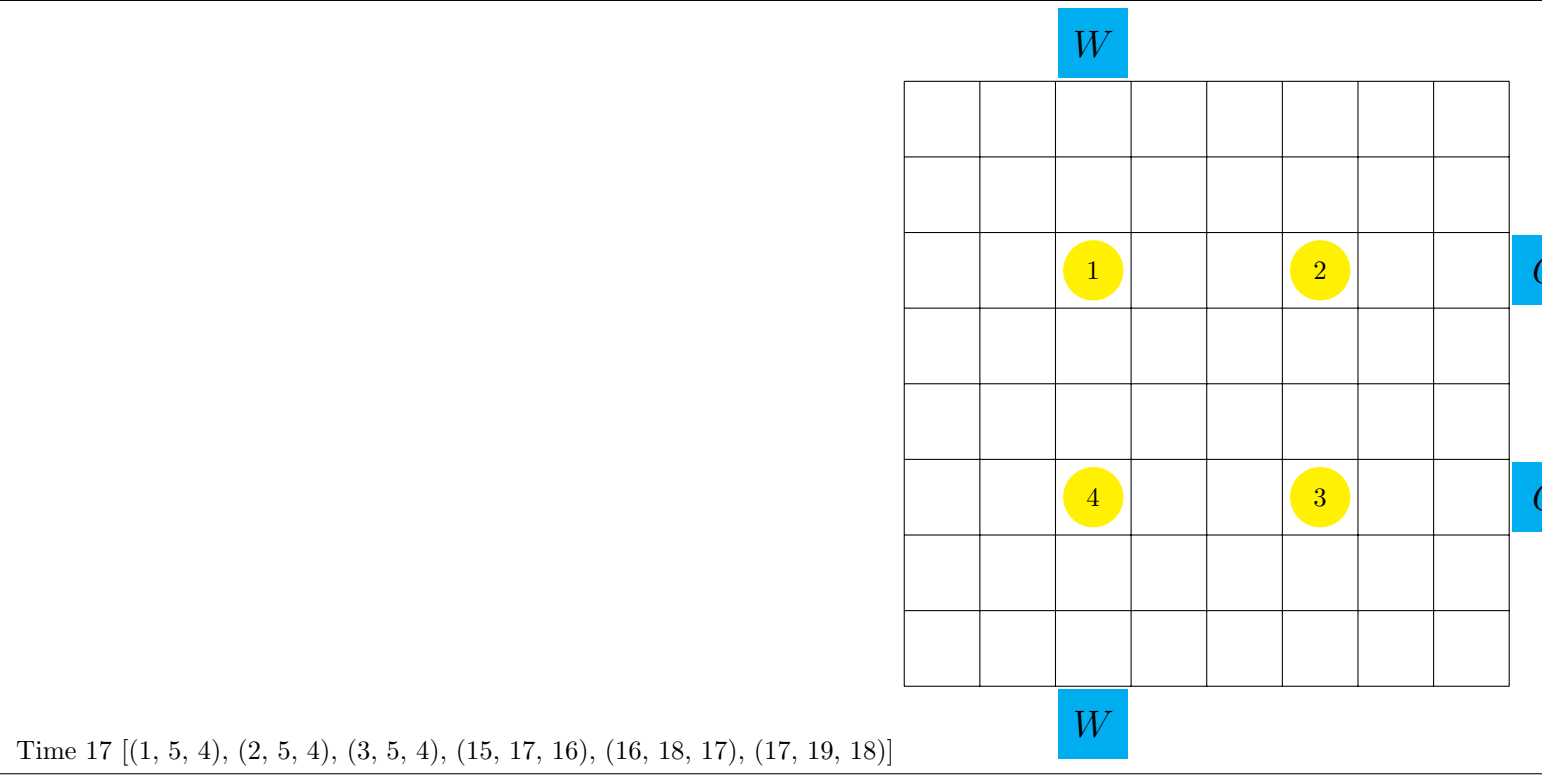 W
1 2
4 3
W
Time 17 [(1, 5, 4), (2, 5, 4), (3, 5, 4), (15, 17, 16), (16, 18, 17), (17, 19, 18)]